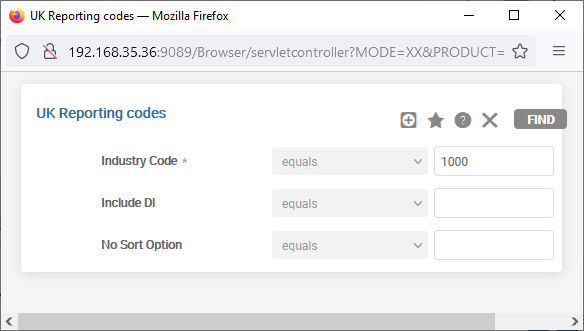 UK Reporting codes — Mozilla Firefox
192.168.35.36:9089/Browser/servletcontroller?MODE=XX&PRODUCT=
UK Reporting codes
? FIND
Industry Code * equals 1000
Include DI equals
No Sort Option equals